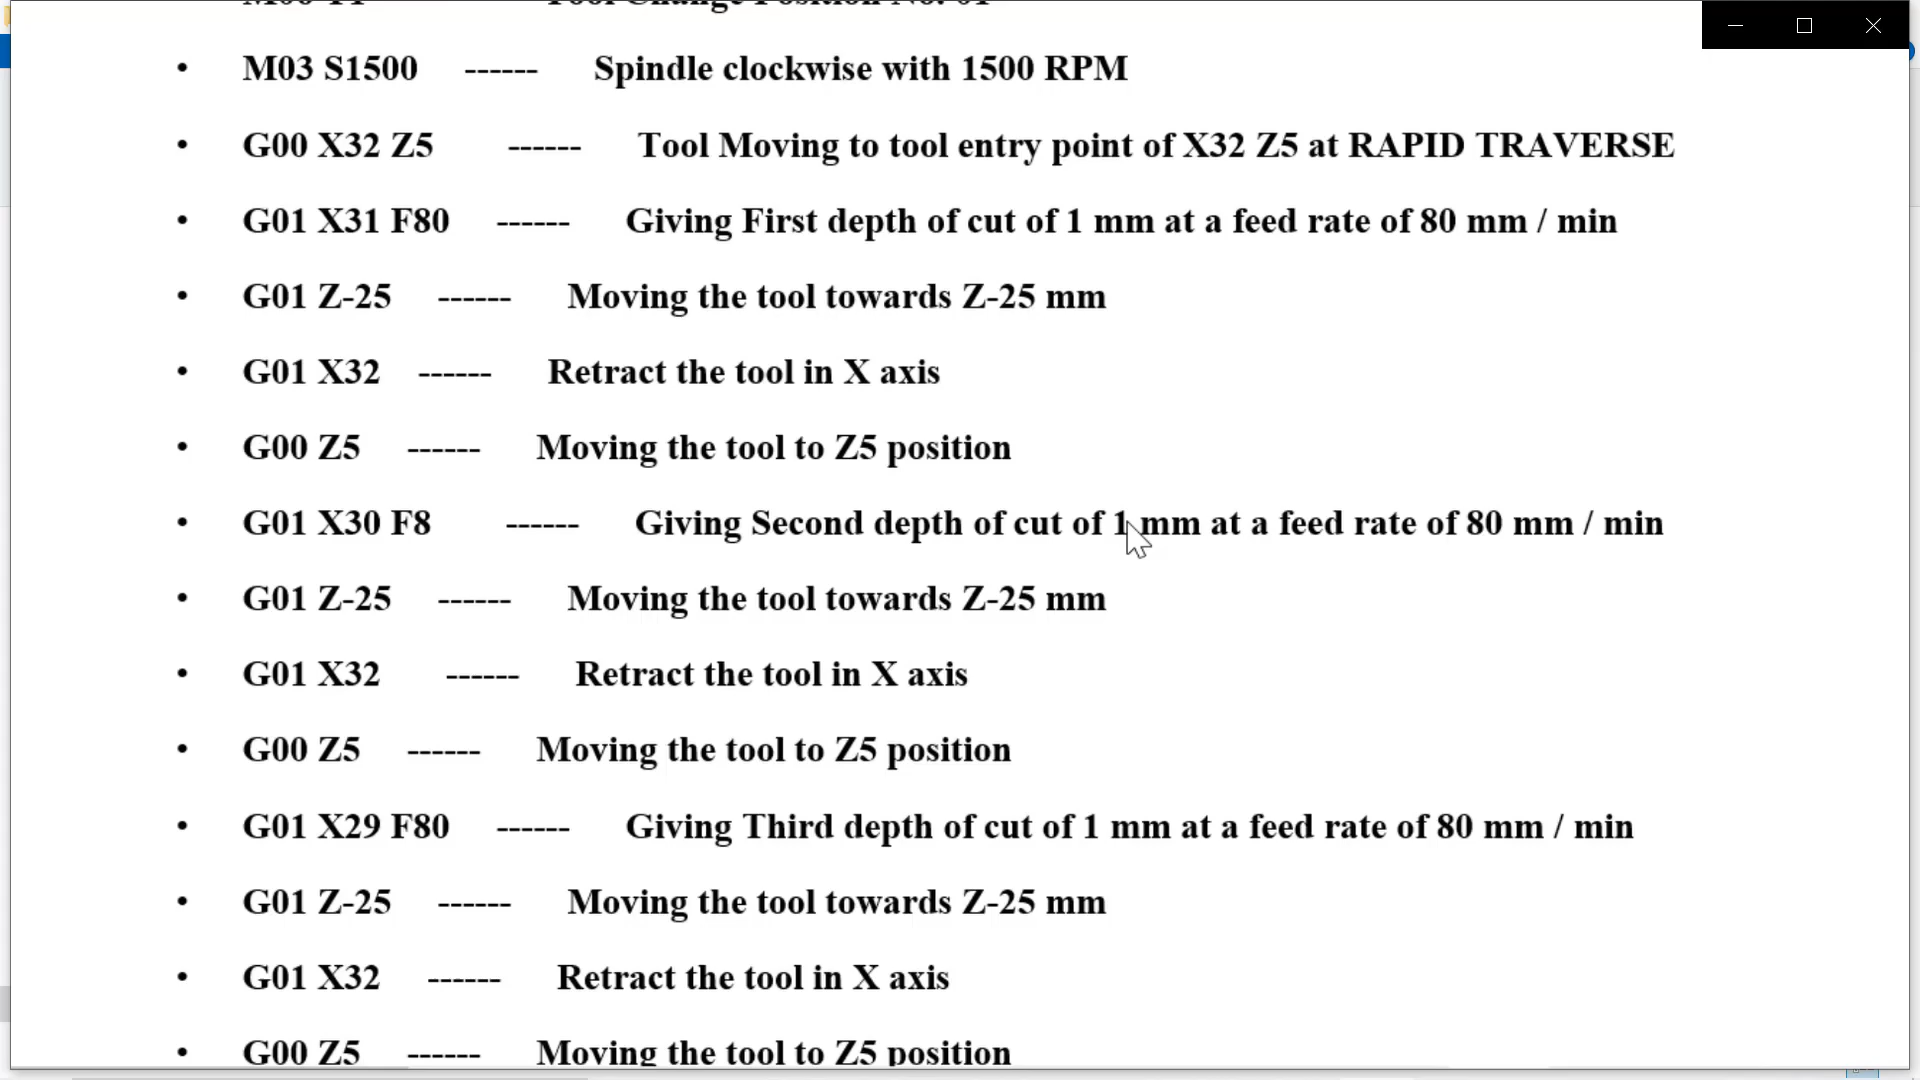 M06 T1 ------ Tool Change Position No. 01
• M03 S1500 ------ Spindle clockwise with 1500 RPM
• G00 X32 Z5 ------ Tool Moving to tool entry point of X32 Z5 at RAPID TRAVERSE
• G01 X31 F80 ------ Giving First depth of cut of 1 mm at a feed rate of 80 mm / min
• G01 Z-25 ------ Moving the tool towards Z-25 mm
• G01 X32 ------ Retract the tool in X axis
• G00 Z5 ------ Moving the tool to Z5 position
• G01 X30 F8 ------ Giving Second depth of cut of 1 mm at a feed rate of 80 mm / min
• G01 Z-25 ------ Moving the tool towards Z-25 mm
• G01 X32 ------ Retract the tool in X axis
• G00 Z5 ------ Moving the tool to Z5 position
• G01 X29 F80 ------ Giving Third depth of cut of 1 mm at a feed rate of 80 mm / min
• G01 Z-25 ------ Moving the tool towards Z-25 mm
• G01 X32 ------ Retract the tool in X axis
• G00 Z5 ------ Moving the tool to Z5 position